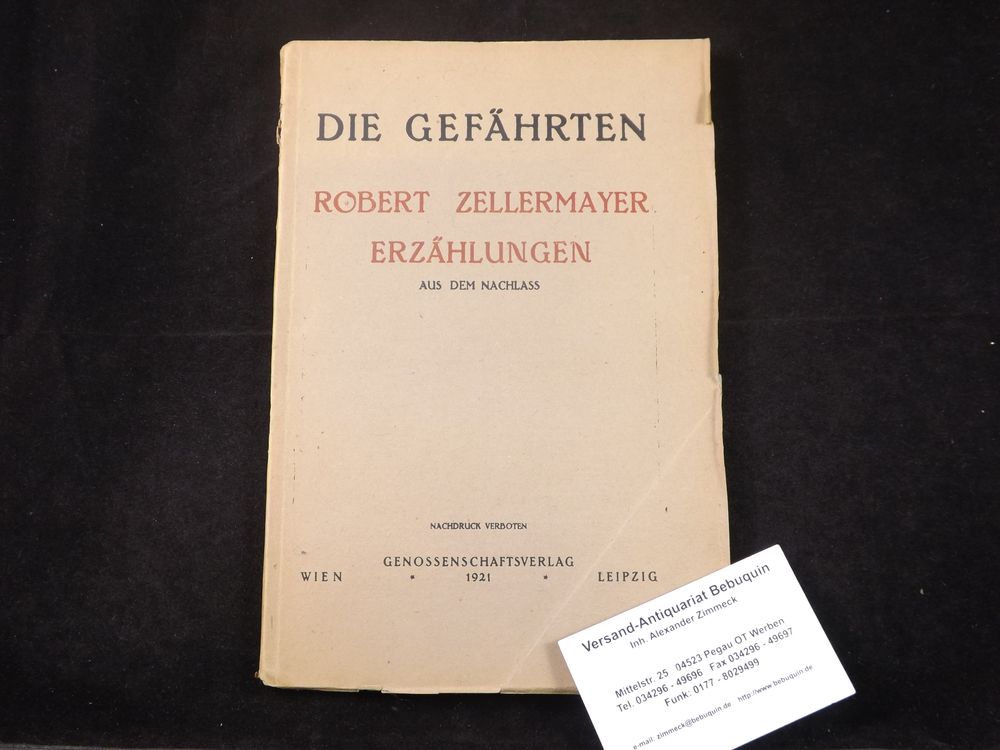 DIE GEFÄHRTEN
ROBERT ZELLERMAYER
ERZÄHLUNGEN
AUS DEM NACHLASS
NACHDRUCK VERBOTEN
GENOSSENSCHAFTSVERLAG
WIEN * 1921 * LEIPZIG
Versand-Antiquariat Bebuquin
Inh. Alexander Zimmeck
Mittelstr. 25 04523 Pegau OT Werben
Tel. 034296 - 49696 Fax 034296 - 49697
Funk: 0177 - 8029499
e-mail: zimmeck@bebuquin.de http://www.bebuquin.de